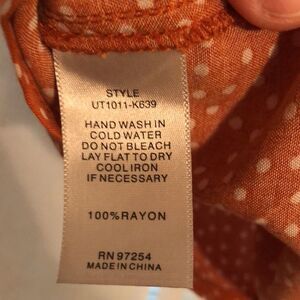 STYLE
UT1011-K639
HAND WASH IN
COLD WATER
DO NOT BLEACH
LAY FLAT TO DRY
COOL IRON
IF NECESSARY
100% RAYON
RN 97254
MADE IN CHINA